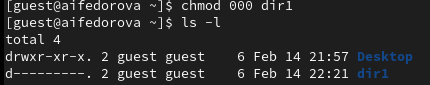 [guest@aifedorova ~]$ chmod 000 dir1
[guest@aifedorova ~]$ ls -l
total 4
drwxr-xr-x. 2 guest guest    6 Feb 14 21:57 Desktop
d---------. 2 guest guest    6 Feb 14 22:21 dir1